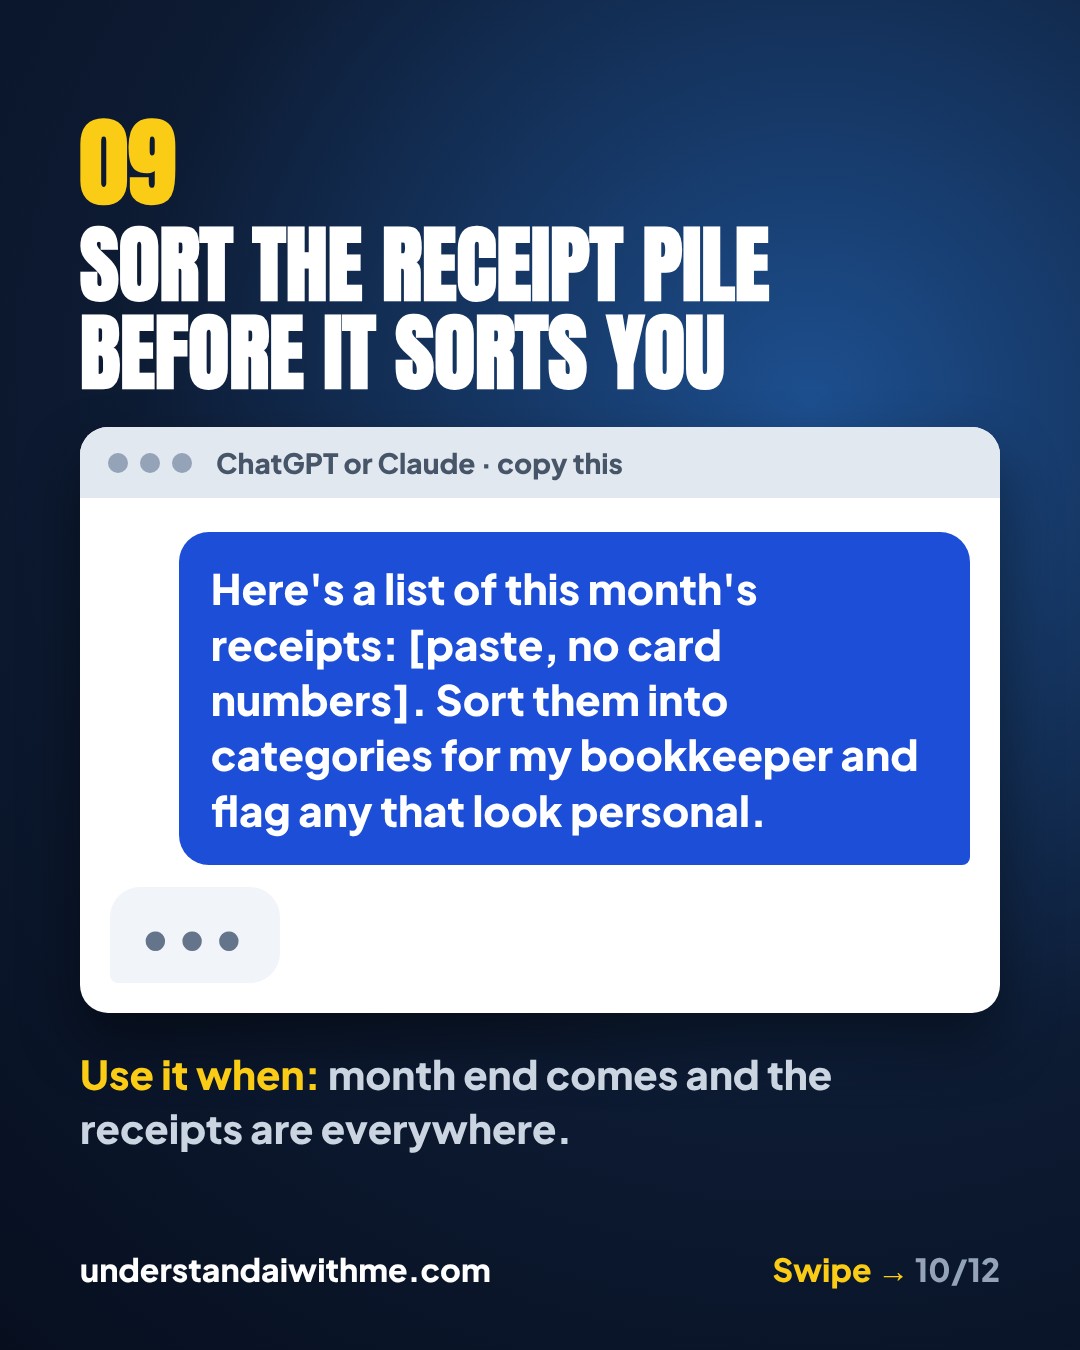 09
SORT THE RECEIPT PILE
BEFORE IT SORTS YOU
ChatGPT or Claude · copy this
Here's a list of this month's
receipts: [paste, no card
numbers]. Sort them into
categories for my bookkeeper and
flag any that look personal.
Use it when: month end comes and the
receipts are everywhere.
understandaiwithme.com
Swipe → 10/12